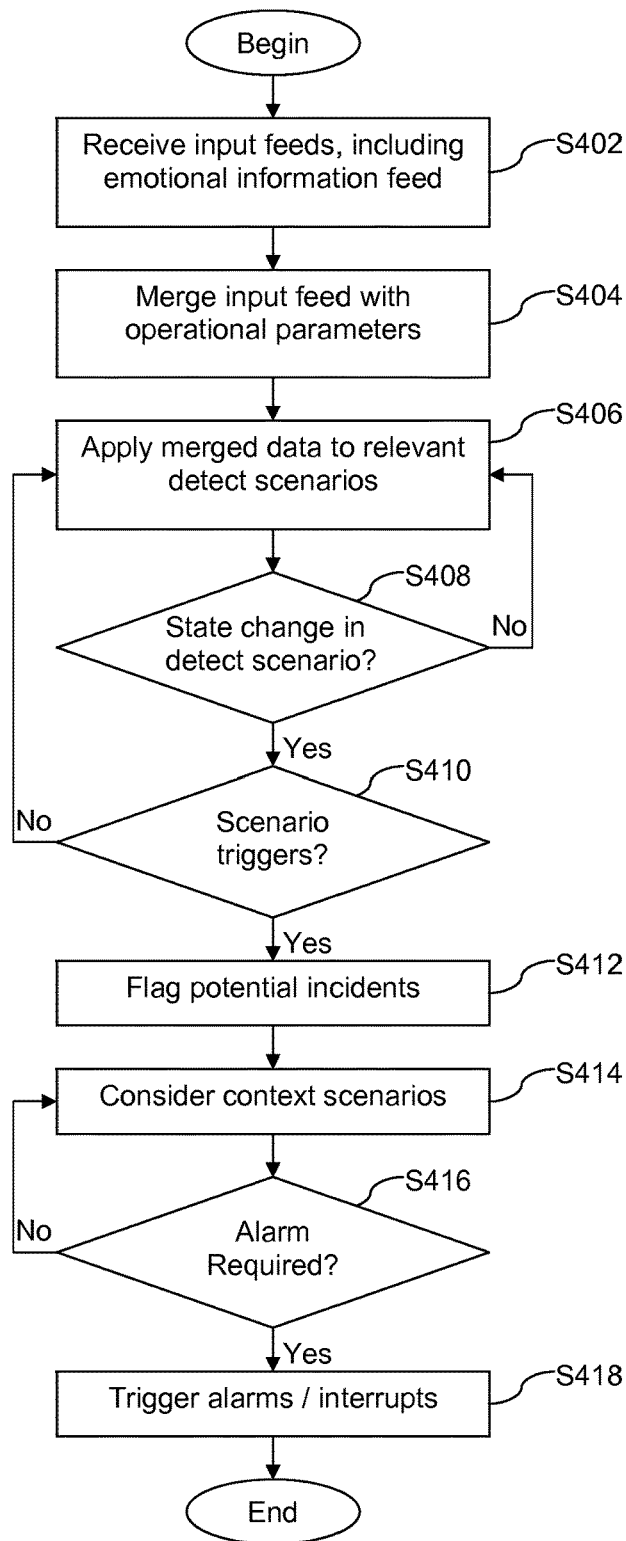 Begin
Receive input feeds, including
emotional information feed
S402
Merge input feed with
operational parameters
S404
Apply merged data to relevant
detect scenarios
S406
S408
State change in
detect scenario?
No
Yes
S410
No
Scenario
triggers?
Yes
Flag potential incidents
S412
Consider context scenarios
S414
S416
No
Alarm
Required?
Yes
Trigger alarms / interrupts
S418
End